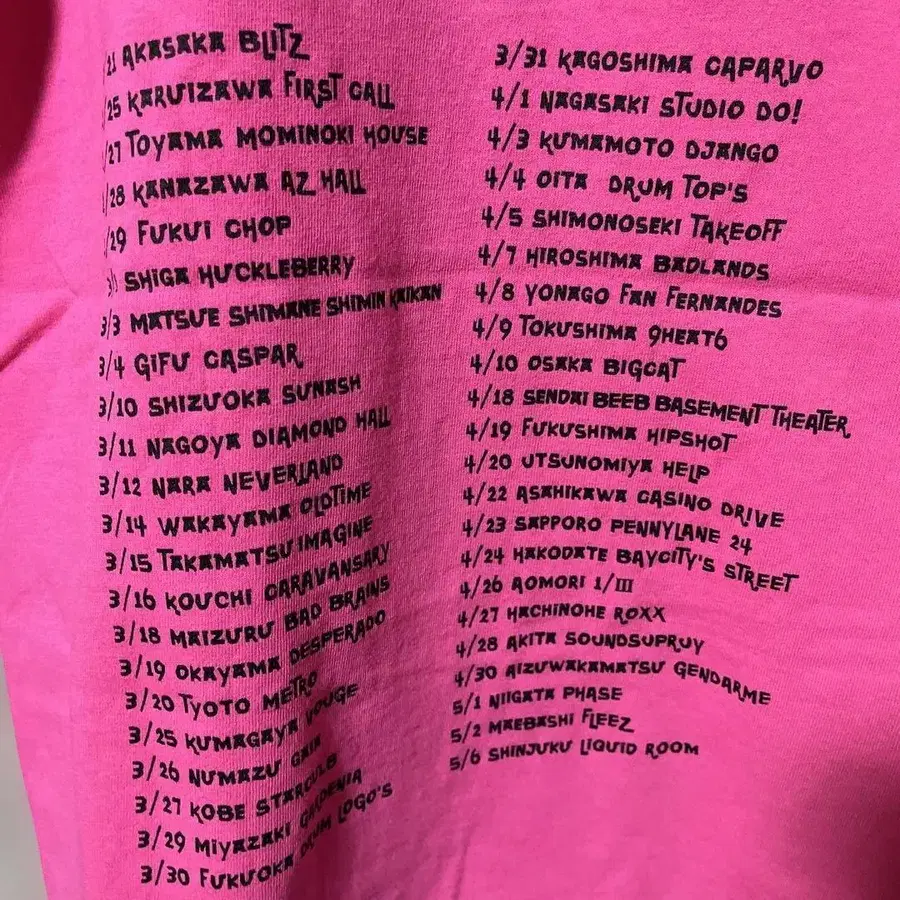 21 AKASAKA BLITZ
/25 KARUIZAWA FIRST CALL
/27 TOYAMA MOMINOKI HOUSE
/28 KANAZAWA AZ HALL
/29 FUKUI CHOP
3/1 SHIGA HUCKLEBERRY
3/3 MATSUE SHIMANE SHIMIN KAIKAN
3/4 GIFU CASPAR
3/10 SHIZUOKA SUNASH
3/11 NAGOYA DIAMOND HALL
3/12 NARA NEVERLAND
3/14 WAKAYAMA OLDTIME
3/15 TAKAMATSU IMAGINE
3/16 KOUCHI CARAVANSARY
3/18 MAIZURU BAD BRAINS
3/19 OKAYAMA DESPERADO
3/20 TYOTO METRO
3/25 KUMAGAYA VOUGE
3/26 NUMAZU
3/27 KOBE STARCLUB
3/29 MIYAZAKI GARDENIA
3/30 FUKUOKA DRUM LOGO'S
3/31 KAGOSHIMA CAPARVO
4/1 NAGASAKI STUDIO DO!
4/3 KUMAMOTO DJANGO
4/4 OITA DRUM TOP'S
4/5 SHIMONOSEKI TAKEOFF
4/7 HIROSHIMA BADLANDS
4/8 YONAGO FAN FERNANDES
4/9 TOKUSHIMA 9HEAT6
4/10 OSAKA BIGCAT
4/18 SENDAI BEEB BASEMENT THEATER
4/19 FUKUSHIMA HIPSHOT
4/20 UTSUNOMIYA HELP
4/22 ASAHIKAWA CASINO DRIVE
4/23 SAPPORO PENNYLANE 24
4/24 HAKODATE BAYCITY'S STREET
4/26 AOMORI 1/III
4/27 HACHINOHE ROXX
4/28 AKITA SOUNDSUPRUY
4/30 AIZUWAKAMATSU GENDARME
5/1 NIIGATA PHASE
5/2 MAEBASHI FLEEZ
5/6 SHINJUKU LIQUID ROOM